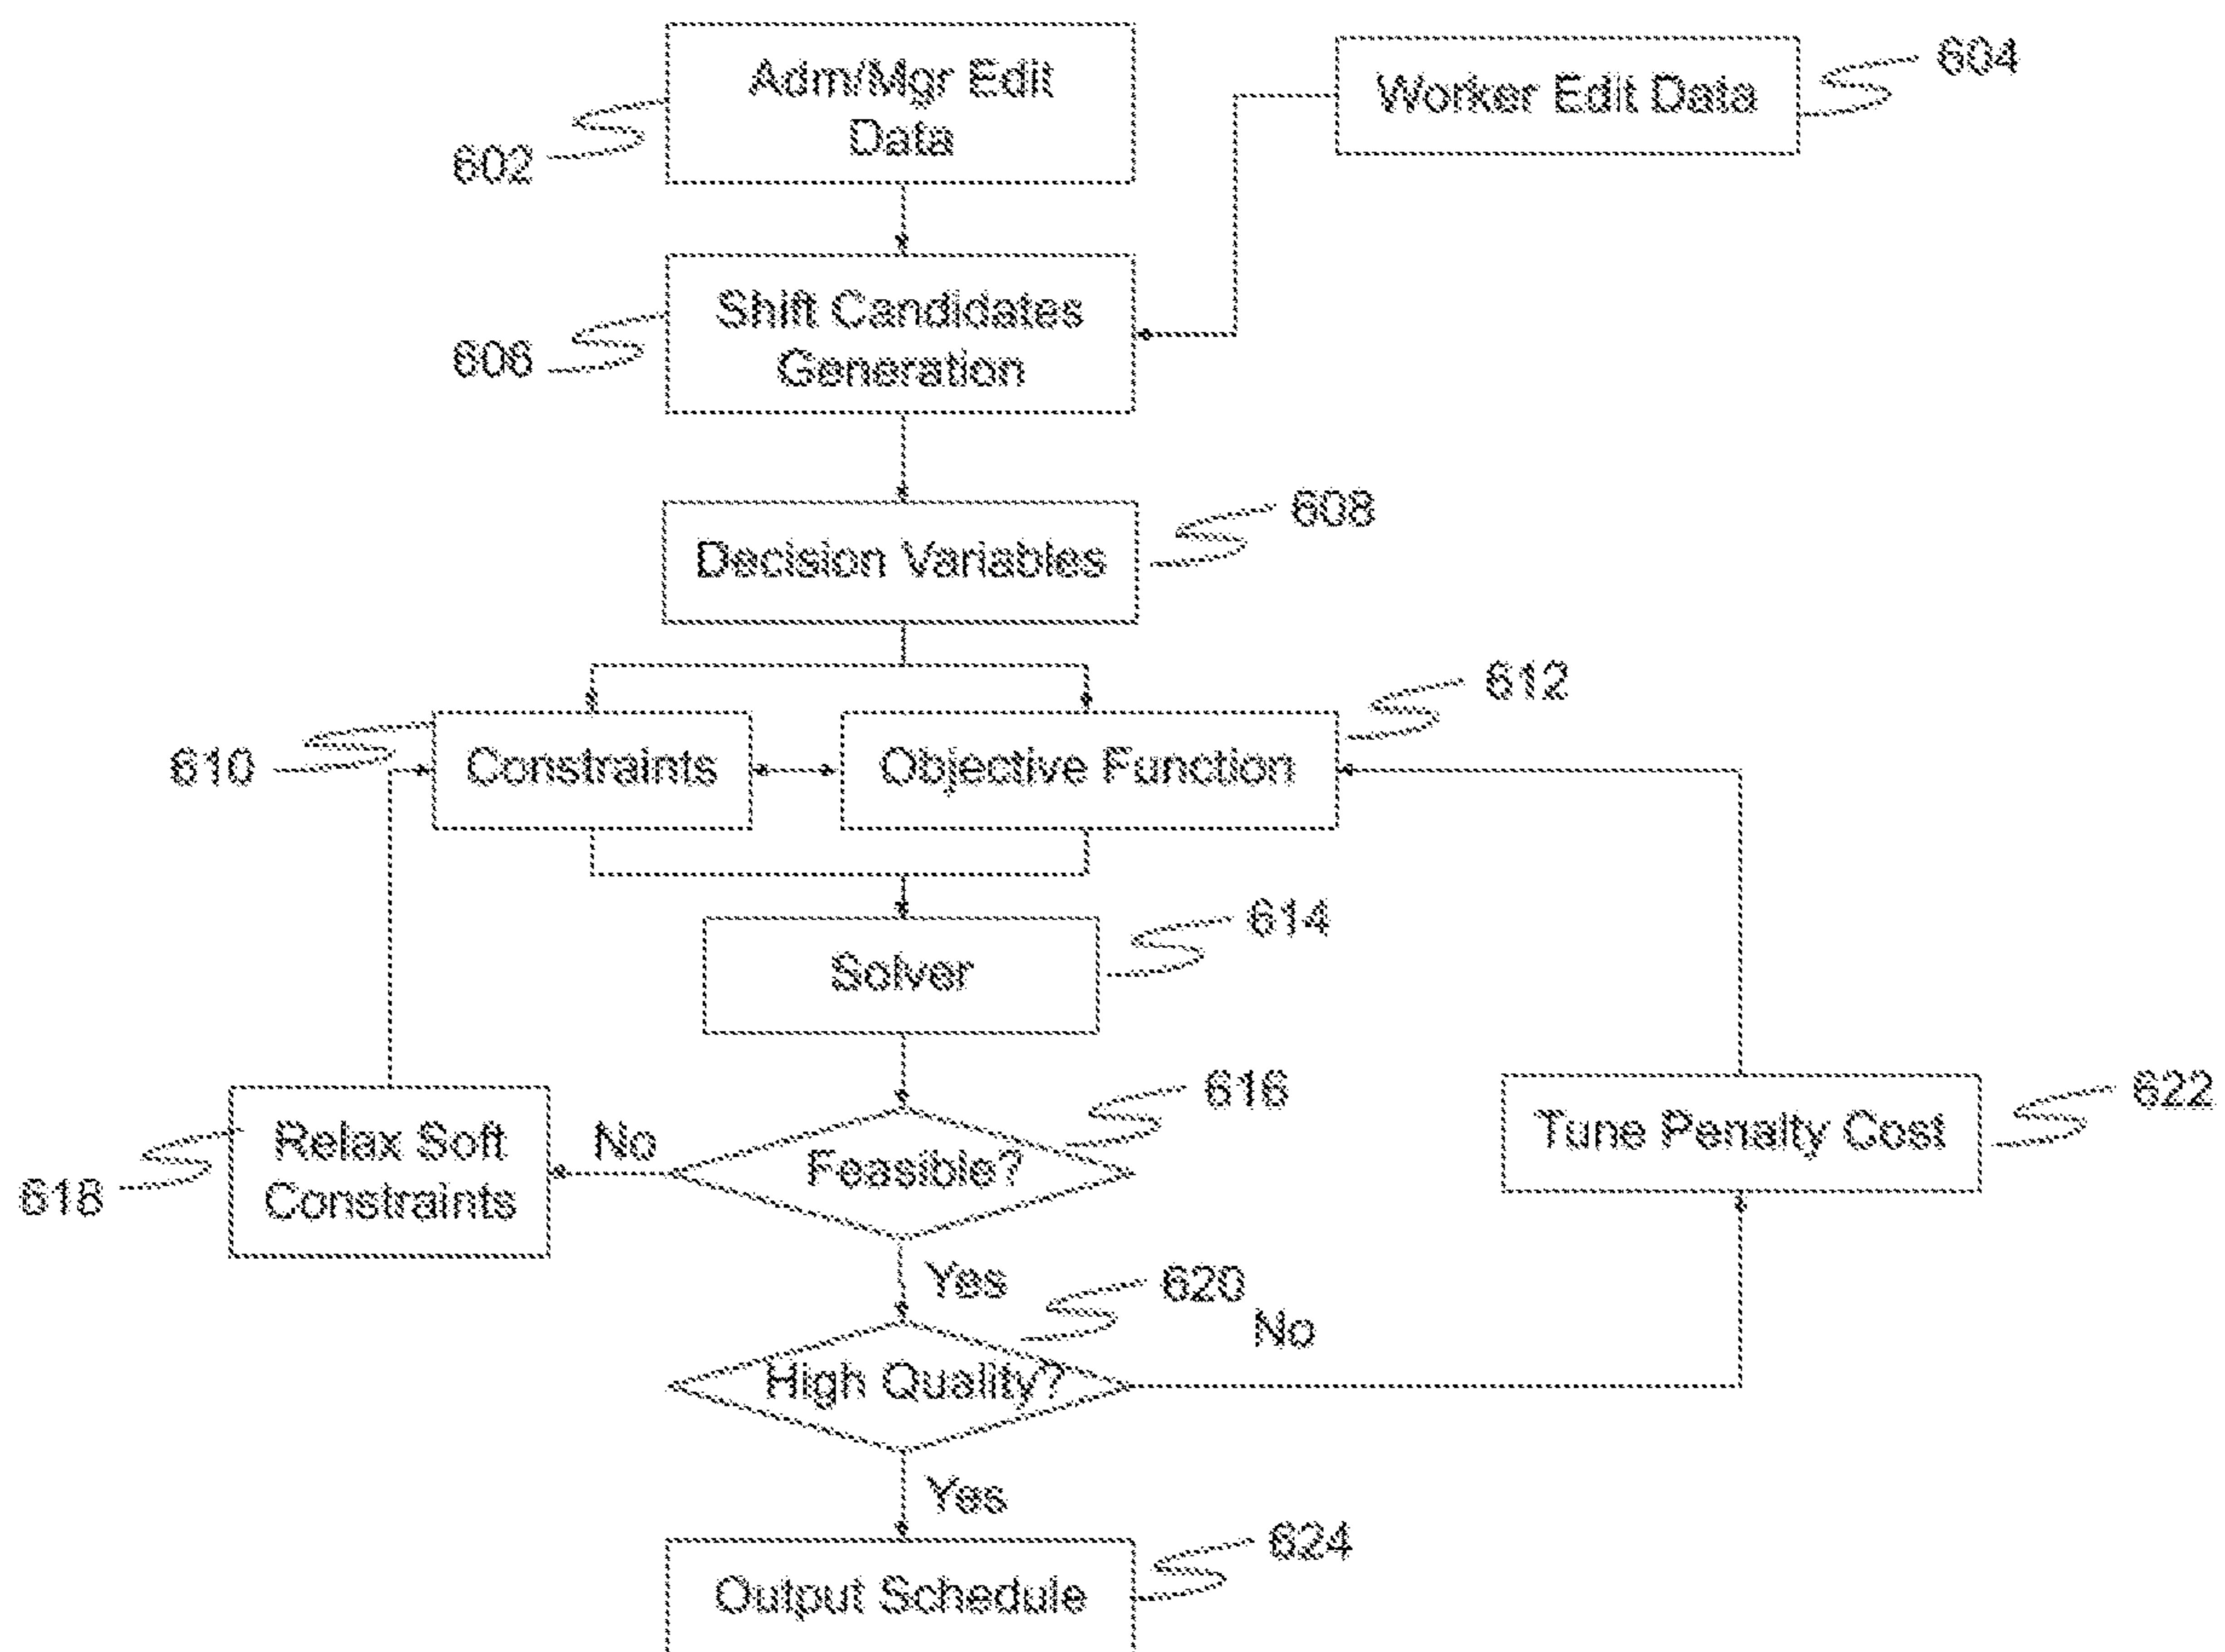 Adm/Mgr Edit
Data
602
Worker Edit Data
604
Shift Candidates
Generation
606
Decision Variables
608
610
Constraints
Objective Function
612
Solver
614
Relax Soft
Constraints
618
No
Feasible?
616
Tune Penalty Cost
622
Yes
High Quality?
620
No
Yes
Output Schedule
624